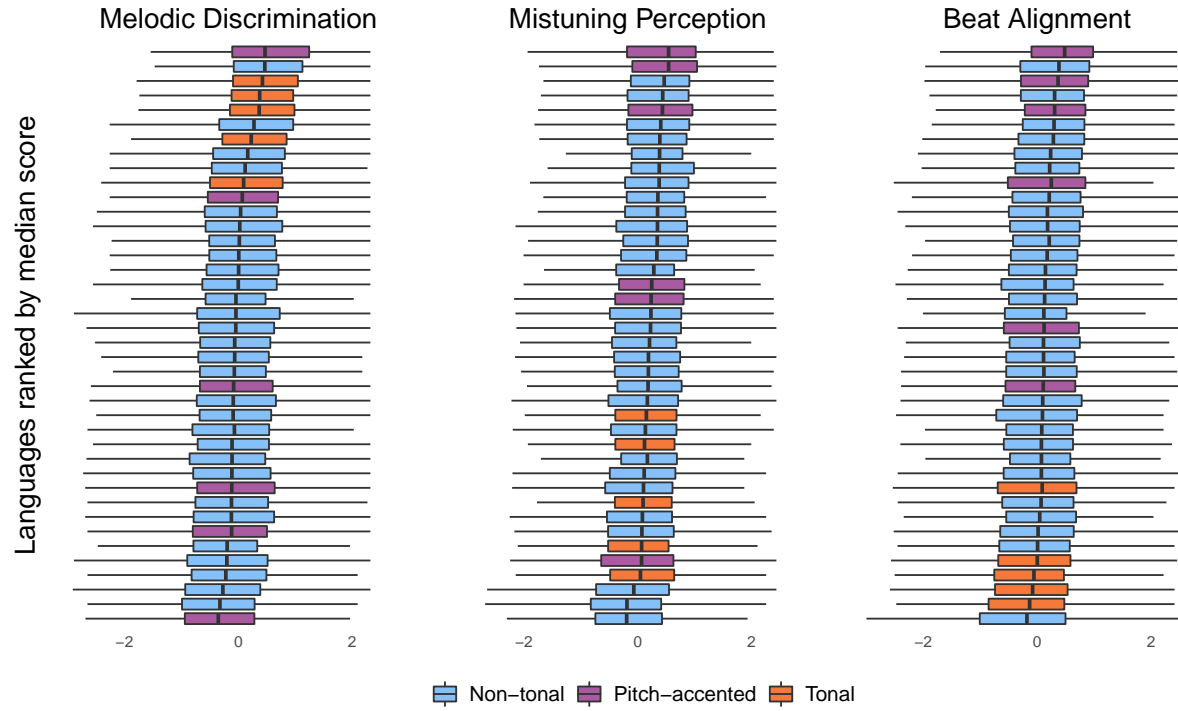 Melodic Discrimination Mistuning Perception Beat Alignment
Languages ranked by median score
−2 0 2 −2 0 2 −2 0 2
Non−tonal Pitch−accented Tonal